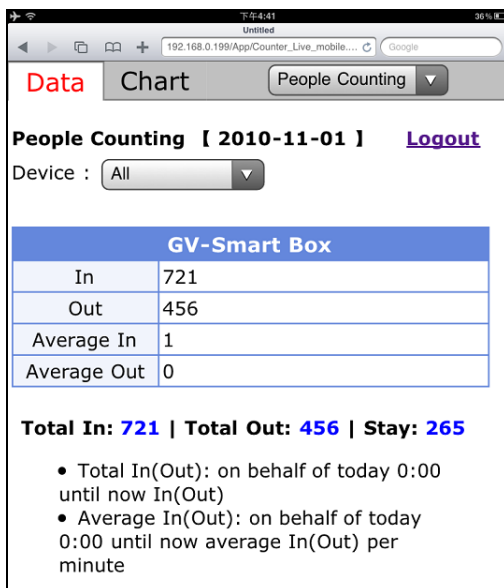 下午4:41
36%
Untitled
192.168.0.199/App/Counter_Live_mobile....
Google
Data Chart People Counting
People Counting 【 2010-11-01 】 Logout
Device : All
GV-Smart Box
In 721
Out 456
Average In 1
Average Out 0
Total In: 721 | Total Out: 456 | Stay: 265
• Total In(Out): on behalf of today 0:00
until now In(Out)
• Average In(Out): on behalf of today
0:00 until now average In(Out) per
minute